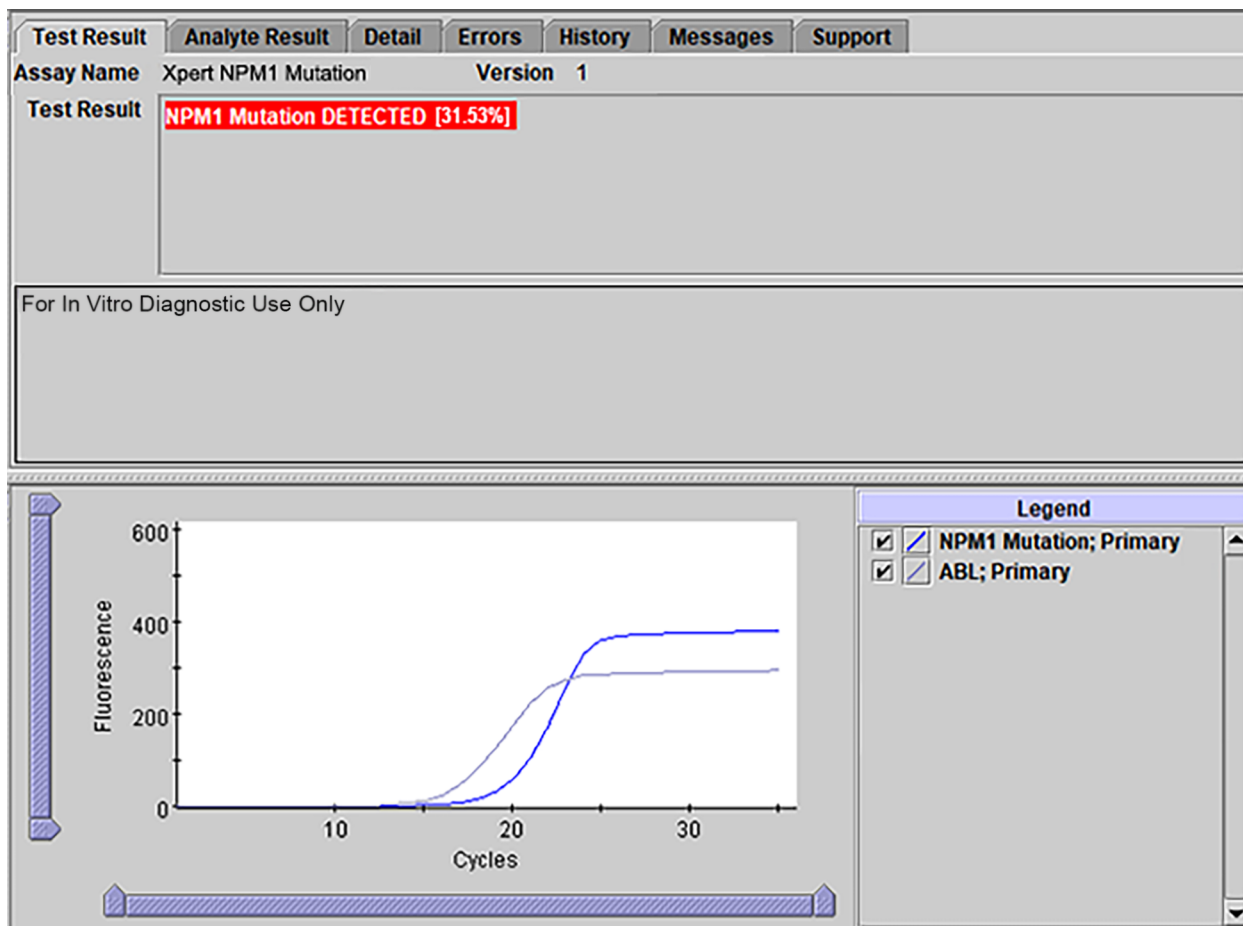 Test Result Analyte Result Detail Errors History Messages Support
Assay Name Xpert NPM1 Mutation Version 1
Test Result NPM1 Mutation DETECTED [31.53%]
For In Vitro Diagnostic Use Only
Legend
NPM1 Mutation; Primary
ABL; Primary
600
400
200
0
Fluorescence
10 20 30
Cycles